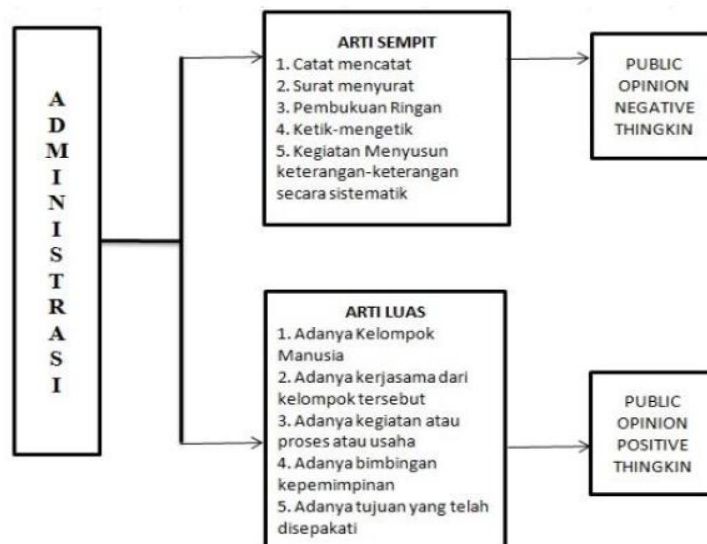 ADMINISTRASI
ARTI SEMPIT
1. Catat mencatat
2. Surat menyurat
3. Pembukuan Ringan
4. Ketik-mengetik
5. Kegiatan Menyusun
keterangan-keterangan
secara sistematik
PUBLIC
OPINION
NEGATIVE
THINGKIN
ARTI LUAS
1. Adanya Kelompok
Manusia
2. Adanya kerjasama dari
kelompok tersebut
3. Adanya kegiatan atau
proses atau usaha
4. Adanya bimbingan
kepemimpinan
5. Adanya tujuan yang telah
disepakati
PUBLIC
OPINION
POSITIVE
THINGKIN